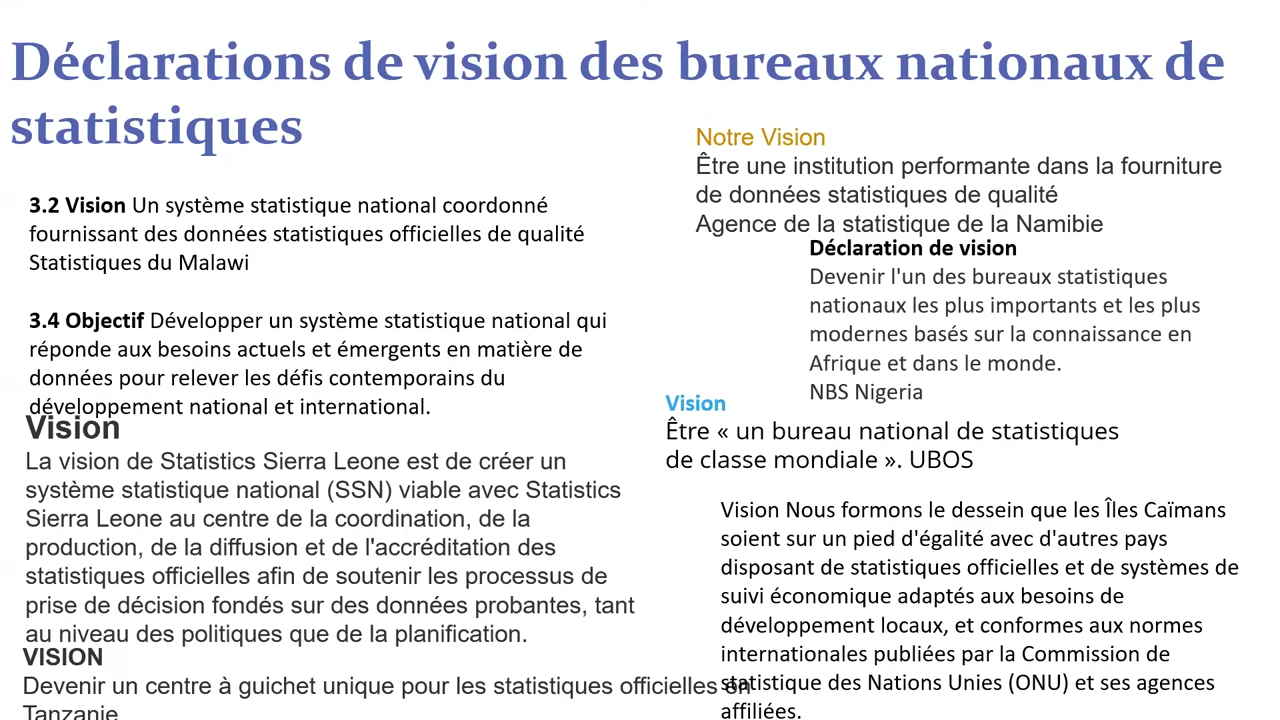 Déclarations de vision des bureaux nationaux de
statistiques
3.2 Vision Un système statistique national coordonné
fournissant des données statistiques officielles de qualité
Statistiques du Malawi
3.4 Objectif Développer un système statistique national qui
réponde aux besoins actuels et émergents en matière de
données pour relever les défis contemporains du
développement national et international.
Vision
La vision de Statistics Sierra Leone est de créer un
système statistique national (SSN) viable avec Statistics
Sierra Leone au centre de la coordination, de la
production, de la diffusion et de l'accréditation des
statistiques officielles afin de soutenir les processus de
prise de décision fondés sur des données probantes, tant
au niveau des politiques que de la planification.
VISION
Devenir un centre à guichet unique pour les statistiques officielles en
Tanzanie
Notre Vision
Être une institution performante dans la fourniture
de données statistiques de qualité
Agence de la statistique de la Namibie
Déclaration de vision
Devenir l'un des bureaux statistiques
nationaux les plus importants et les plus
modernes basés sur la connaissance en
Afrique et dans le monde.
NBS Nigeria
Vision
Être « un bureau national de statistiques
de classe mondiale ». UBOS
Vision Nous formons le dessein que les Îles Caïmans
soient sur un pied d'égalité avec d'autres pays
disposant de statistiques officielles et de systèmes de
suivi économique adaptés aux besoins de
développement locaux, et conformes aux normes
internationales publiées par la Commission de
statistique des Nations Unies (ONU) et ses agences
affiliées.